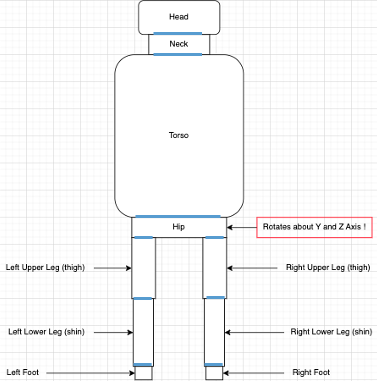 Head
Neck
Torso
Hip
Rotates about Y and Z Axis !
Left Upper Leg (thigh)
Right Upper Leg (thigh)
Left Lower Leg (shin)
Right Lower Leg (shin)
Left Foot
Right Foot